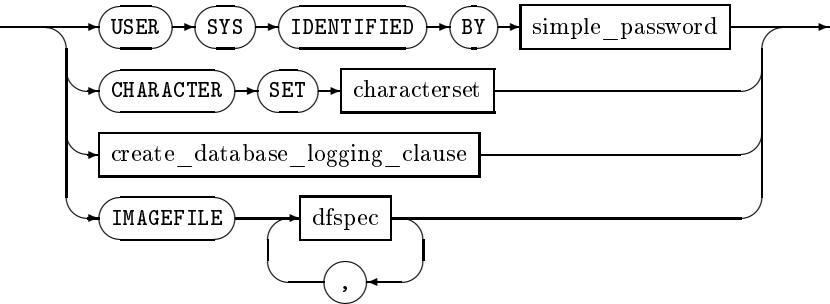 USER SYS IDENTIFIED BY simple_password
CHARACTER SET characterset
create_database_logging_clause
IMAGEFILE dfspec
,